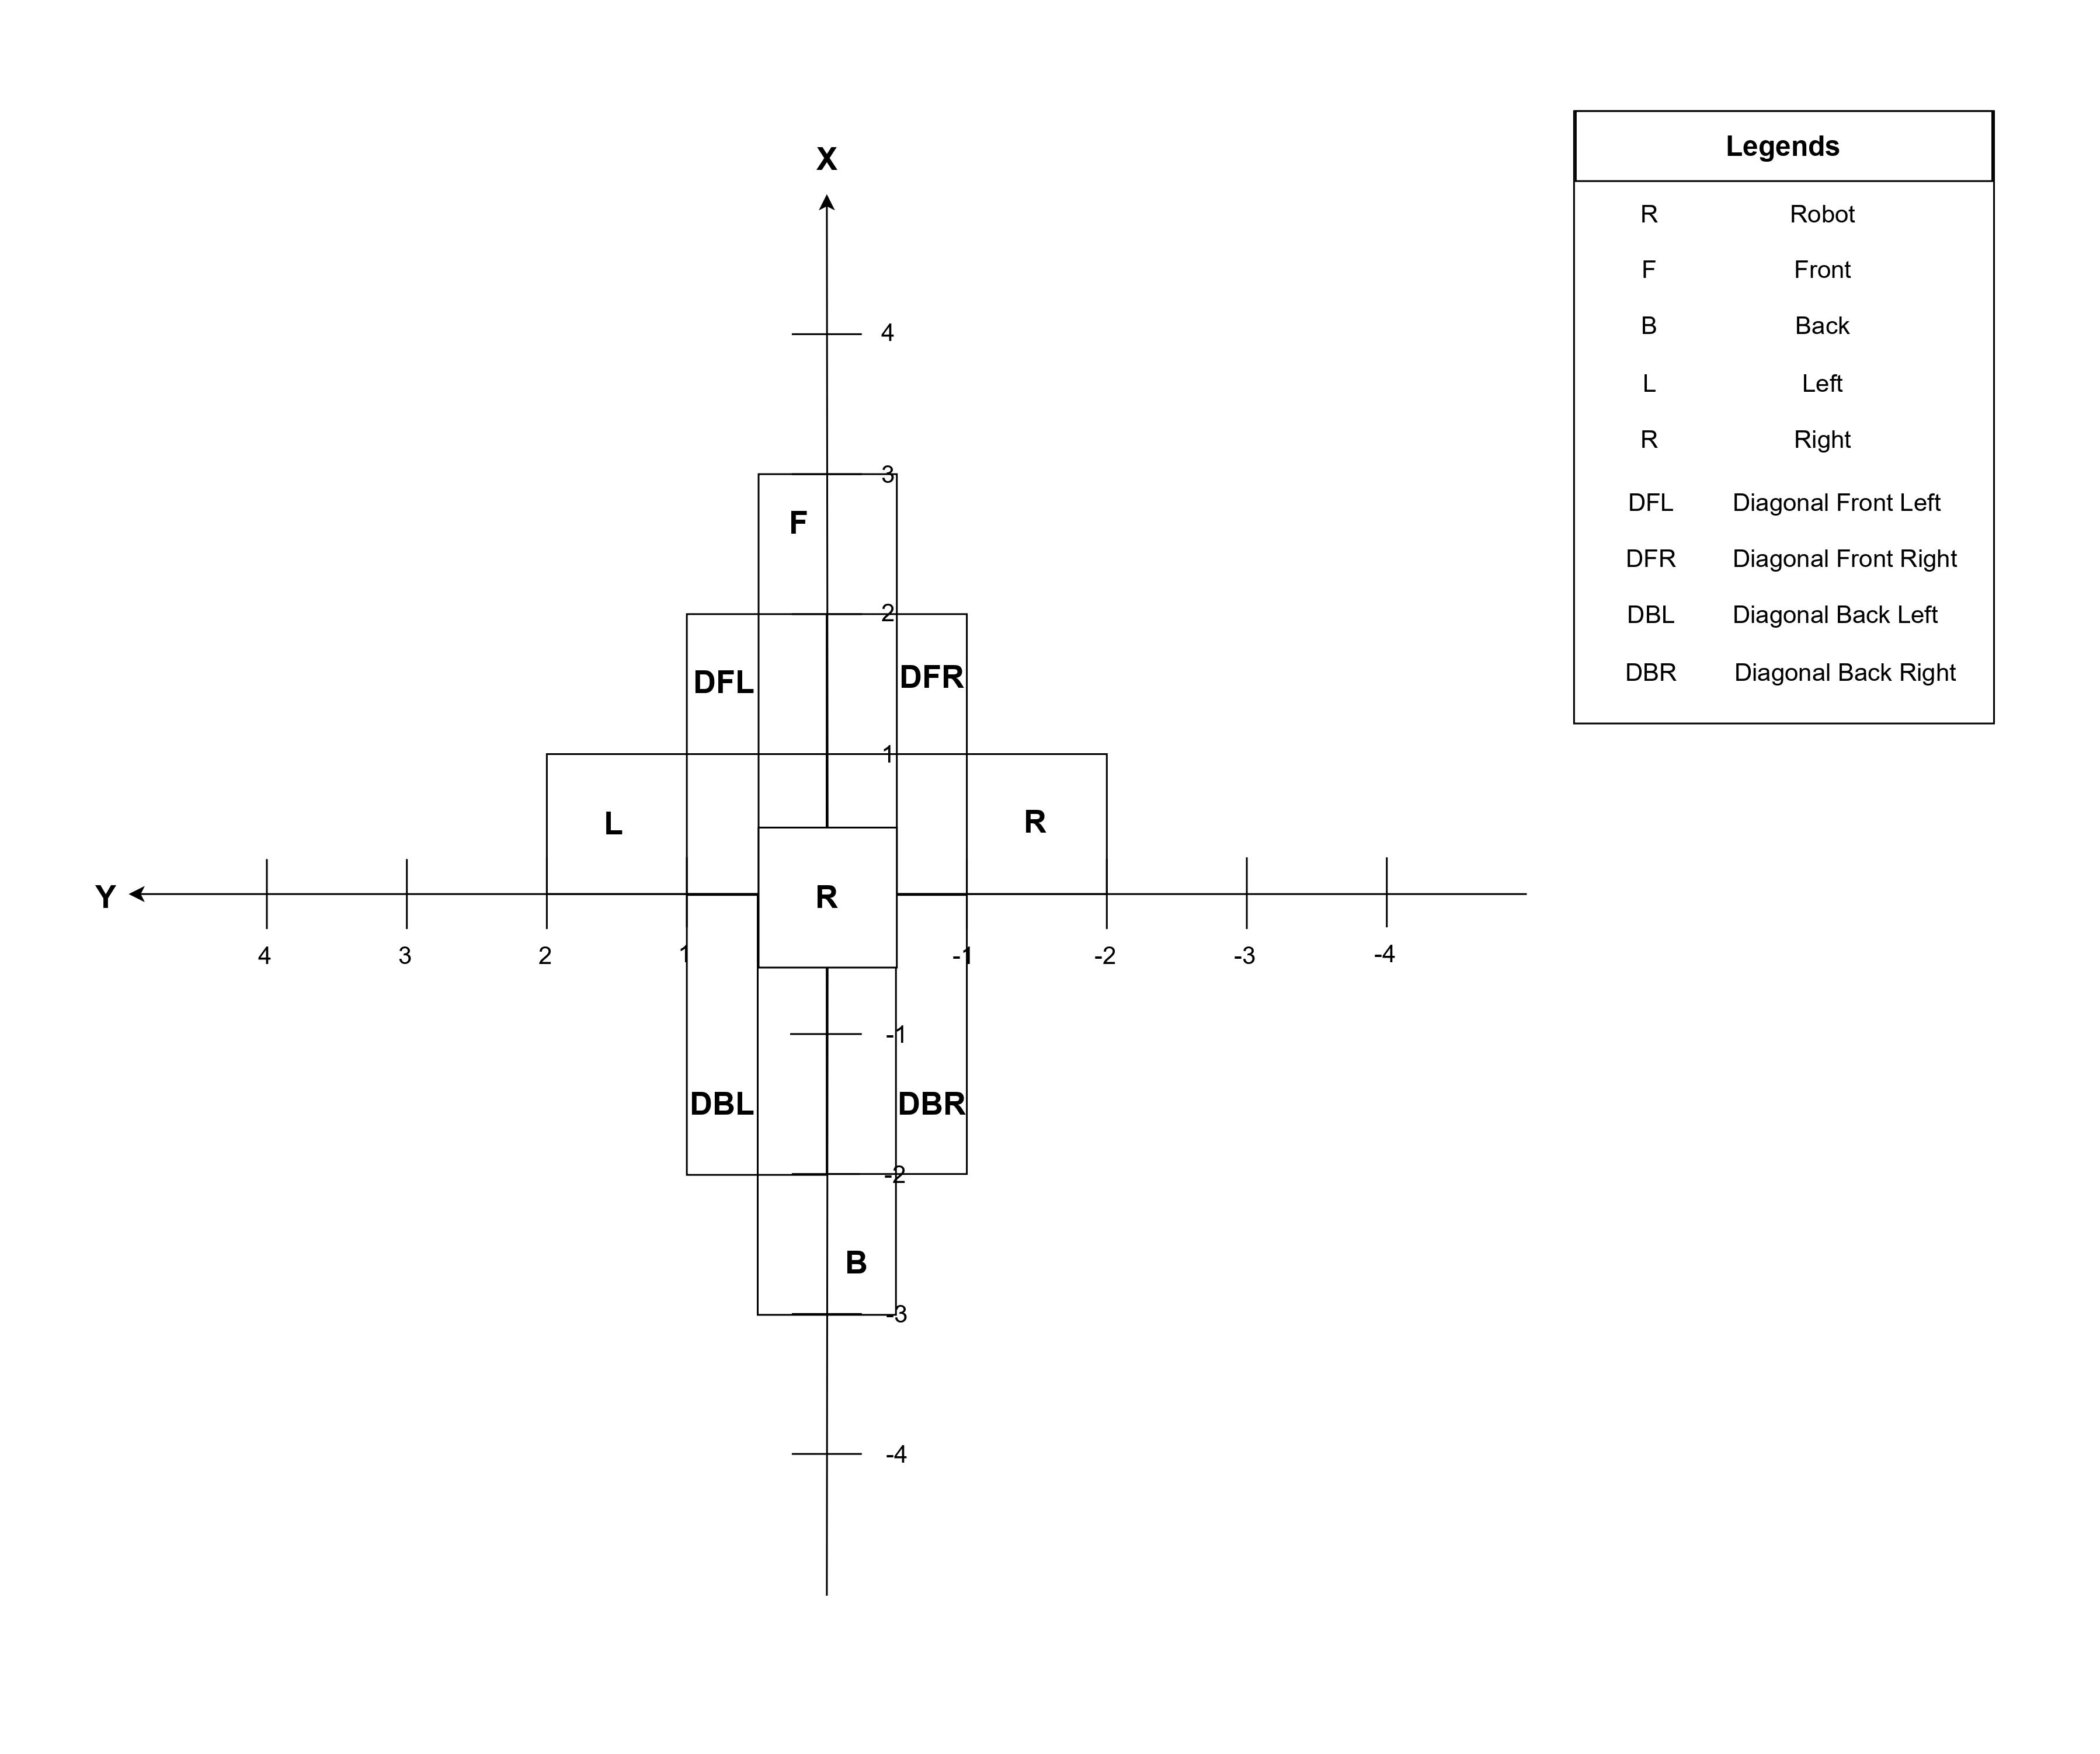 X
4
3
F
2
DFL
DFR
1
L
R
R
Y
4
3
2
1
-1
-2
-3
-4
-1
DBL
DBR
-2
B
-3
-4
Legends
R Robot
F Front
B Back
L Left
R Right
DFL Diagonal Front Left
DFR Diagonal Front Right
DBL Diagonal Back Left
DBR Diagonal Back Right